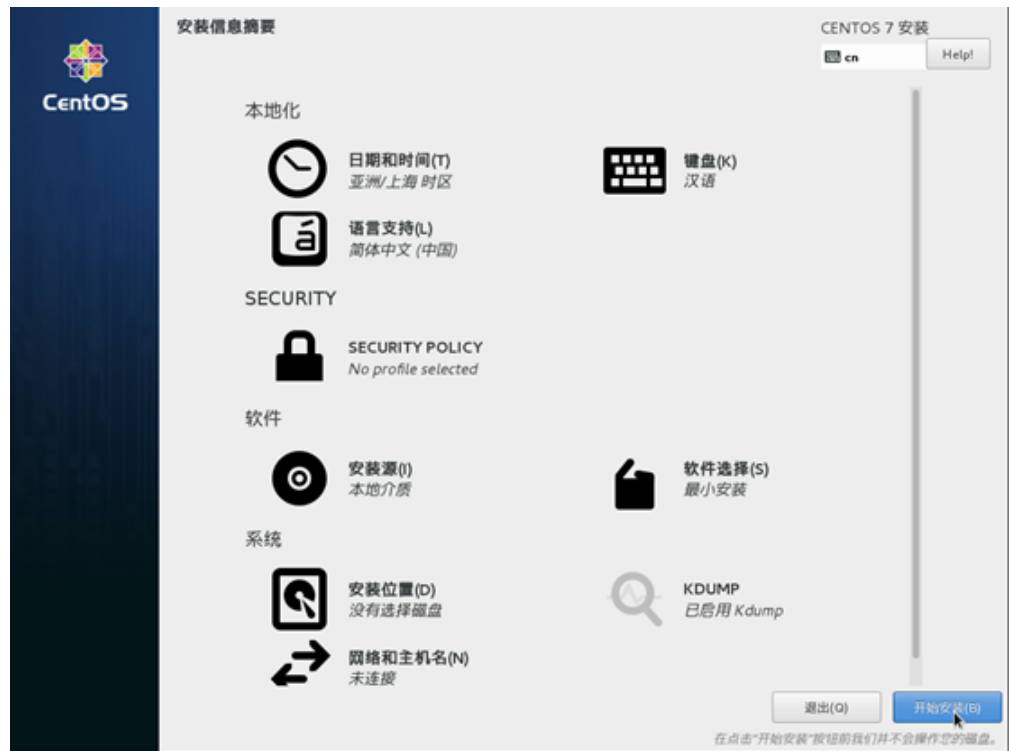 安装信息摘要
CENTOS 7 安装
cn
Help!
CentOS
本地化
日期和时间(T)
亚洲/上海 时区
键盘(K)
汉语
语言支持(L)
简体中文 (中国)
SECURITY
SECURITY POLICY
No profile selected
软件
安装源(I)
本地介质
软件选择(S)
最小安装
系统
安装位置(D)
没有选择磁盘
KDUMP
已启用 Kdump
网络和主机名(N)
未连接
退出(Q)
开始安装(B)
在点击"开始安装"按钮前我们并不会操作您的磁盘。